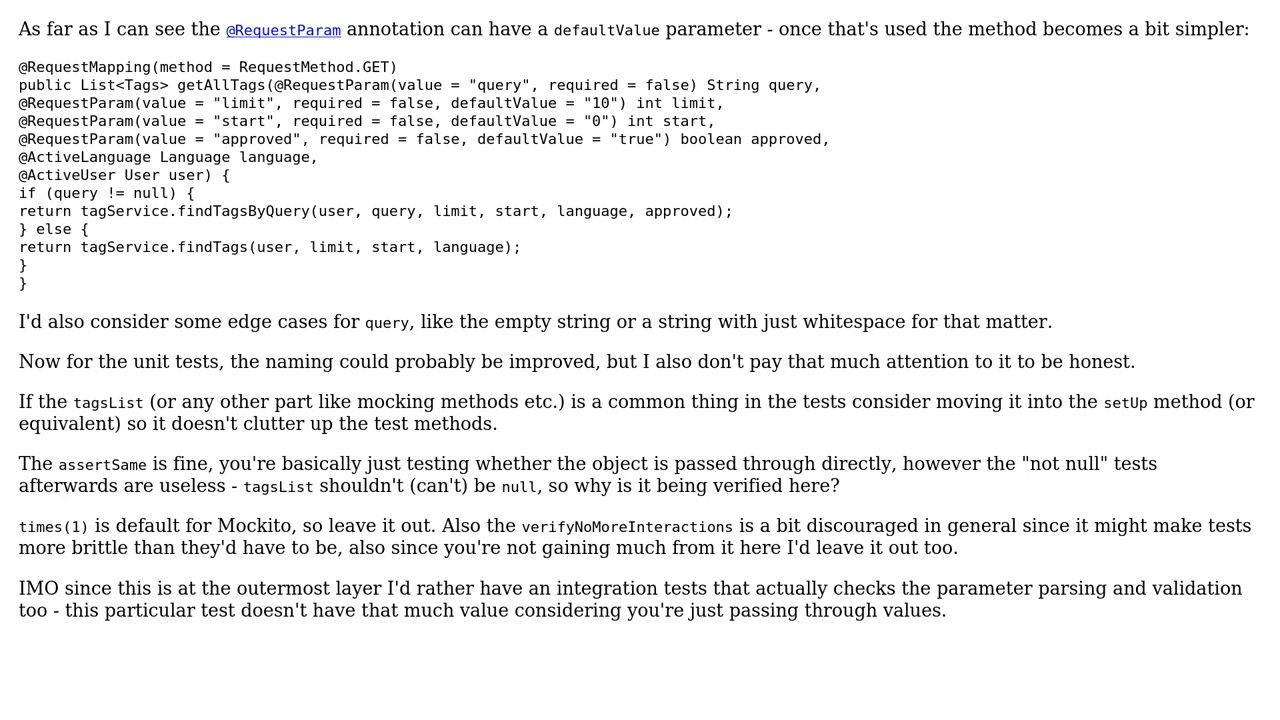 As far as I can see the @RequestParam annotation can have a defaultValue parameter - once that's used the method becomes a bit simpler:
@RequestMapping(method = RequestMethod.GET)
public List<Tags> getAllTags(@RequestParam(value = "query", required = false) String query,
@RequestParam(value = "limit", required = false, defaultValue = "10") int limit,
@RequestParam(value = "start", required = false, defaultValue = "0") int start,
@RequestParam(value = "approved", required = false, defaultValue = "true") boolean approved,
@ActiveLanguage Language language,
@ActiveUser User user) {
if (query != null) {
return tagService.findTagsByQuery(user, query, limit, start, language, approved);
} else {
return tagService.findTags(user, limit, start, language);
}
}
I'd also consider some edge cases for query, like the empty string or a string with just whitespace for that matter.
Now for the unit tests, the naming could probably be improved, but I also don't pay that much attention to it to be honest.
If the tagsList (or any other part like mocking methods etc.) is a common thing in the tests consider moving it into the setUp method (or
equivalent) so it doesn't clutter up the test methods.
The assertSame is fine, you're basically just testing whether the object is passed through directly, however the "not null" tests
afterwards are useless - tagsList shouldn't (can't) be null, so why is it being verified here?
times(1) is default for Mockito, so leave it out. Also the verifyNoMoreInteractions is a bit discouraged in general since it might make tests
more brittle than they'd have to be, also since you're not gaining much from it here I'd leave it out too.
IMO since this is at the outermost layer I'd rather have an integration tests that actually checks the parameter parsing and validation
too - this particular test doesn't have that much value considering you're just passing through values.